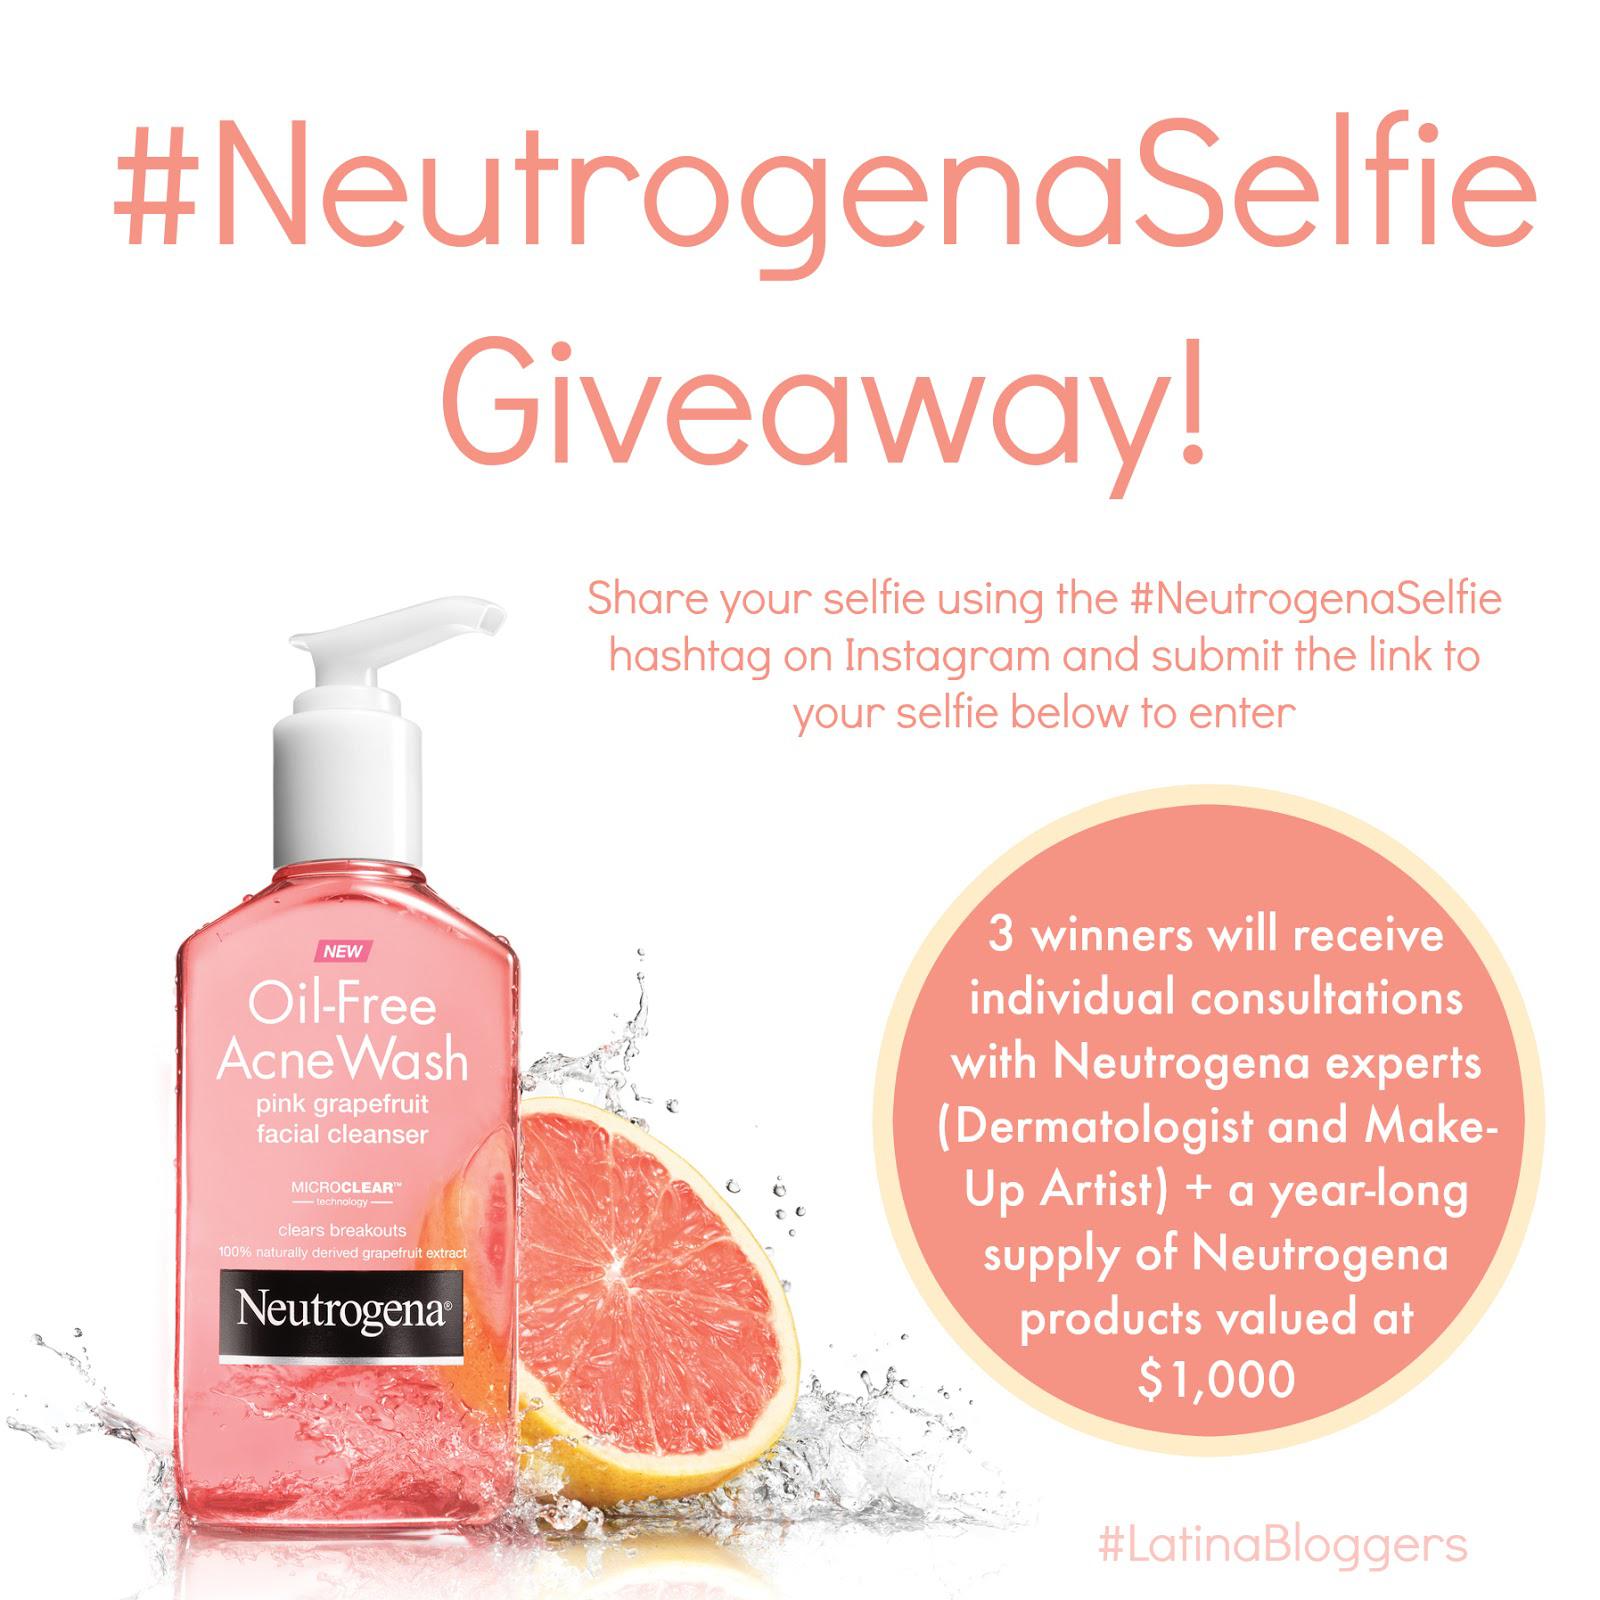 #NeutrogenaSelfie
Giveaway!
Share your selfie using the #NeutrogenaSelfie
hashtag on Instagram and submit the link to
your selfie below to enter
NEW
Oil-Free
Acne Wash
pink grapefruit
facial cleanser
MICROCLEAR™
technology
clears breakouts
100% naturally derived grapefruit extract
Neutrogena®
3 winners will receive
individual consultations
with Neutrogena experts
(Dermatologist and Make-
Up Artist) + a year-long
supply of Neutrogena
products valued at
$1,000
#LatinaBloggers